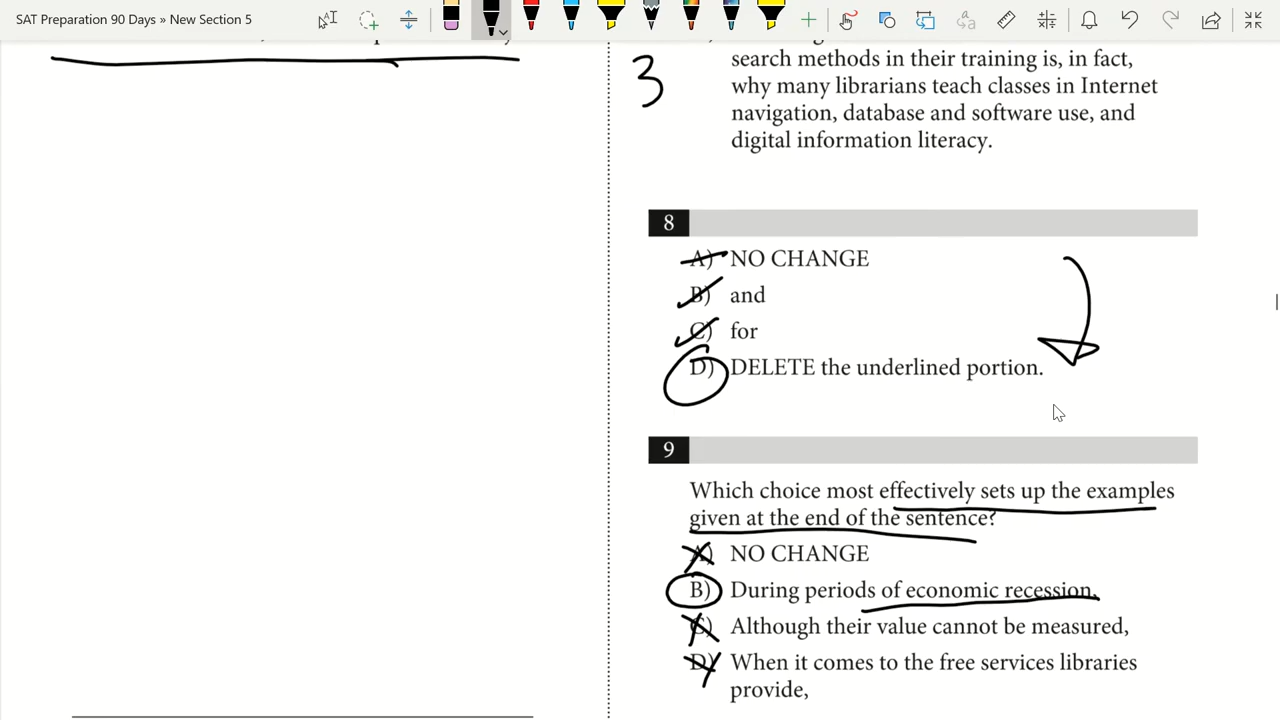 SAT Preparation 90 Days » New Section 5
3
search methods in their training is, in fact,
why many librarians teach classes in Internet
navigation, database and software use, and
digital information literacy.
8
A) NO CHANGE
B) and
C) for
D) DELETE the underlined portion.
9
Which choice most effectively sets up the examples
given at the end of the sentence?
A) NO CHANGE
B) During periods of economic recession,
C) Although their value cannot be measured,
D) When it comes to the free services libraries
provide,